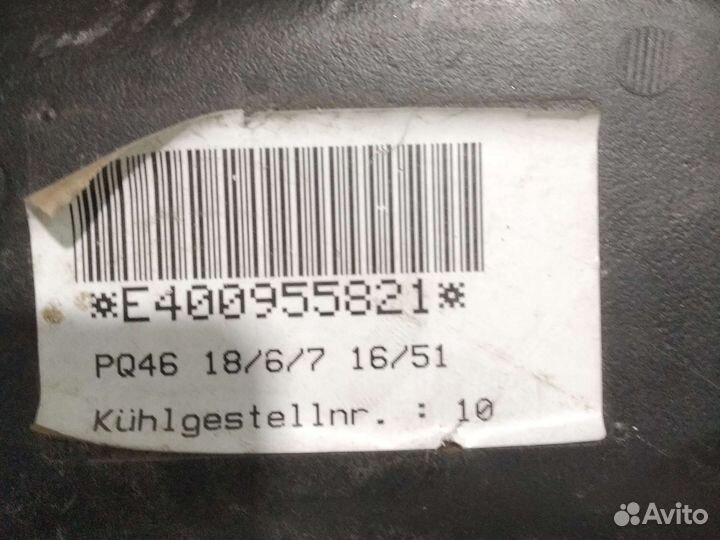 *E400955821*
PQ46 18/6/7 16/51
Kühlgestellnr. : 10
Avito